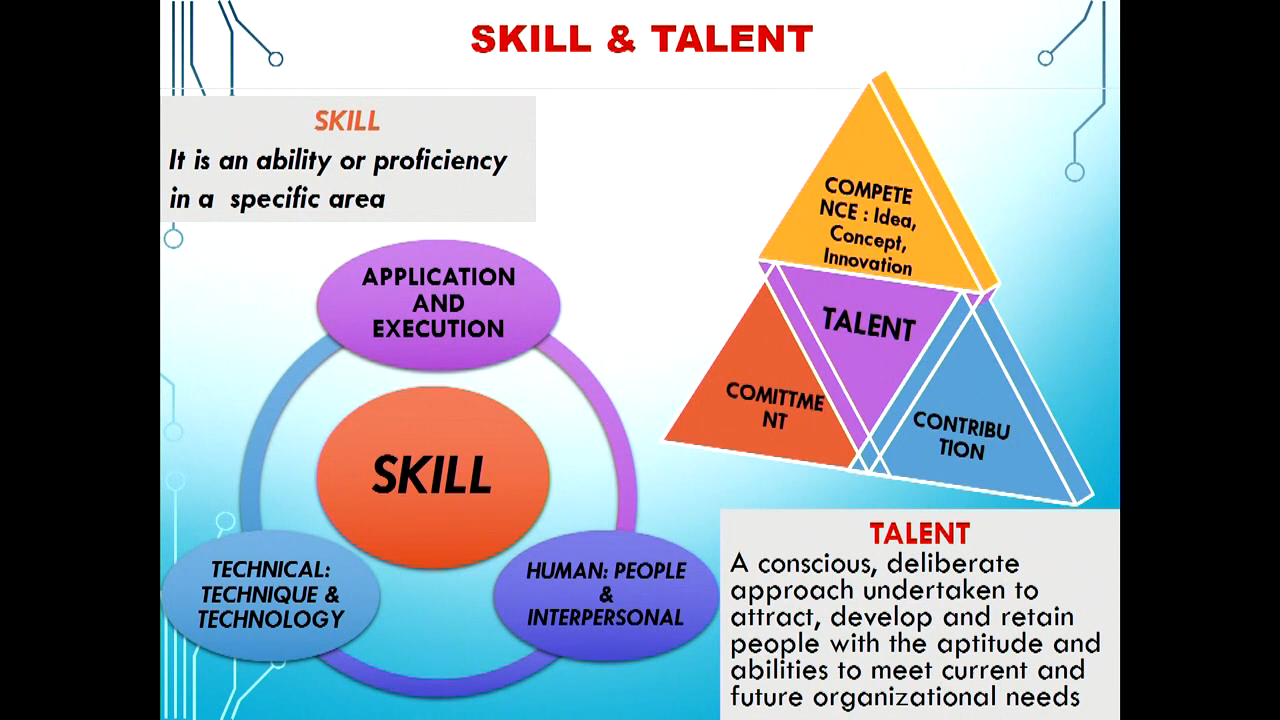 SKILL & TALENT
SKILL
It is an ability or proficiency
in a specific area
APPLICATION
AND
EXECUTION
SKILL
TECHNICAL:
TECHNIQUE &
TECHNOLOGY
HUMAN: PEOPLE
&
INTERPERSONAL
COMPETE
NCE : Idea,
Concept,
Innovation
TALENT
COMITTME
NT
CONTRIBU
TION
TALENT
A conscious, deliberate
approach undertaken to
attract, develop and retain
people with the aptitude and
abilities to meet current and
future organizational needs